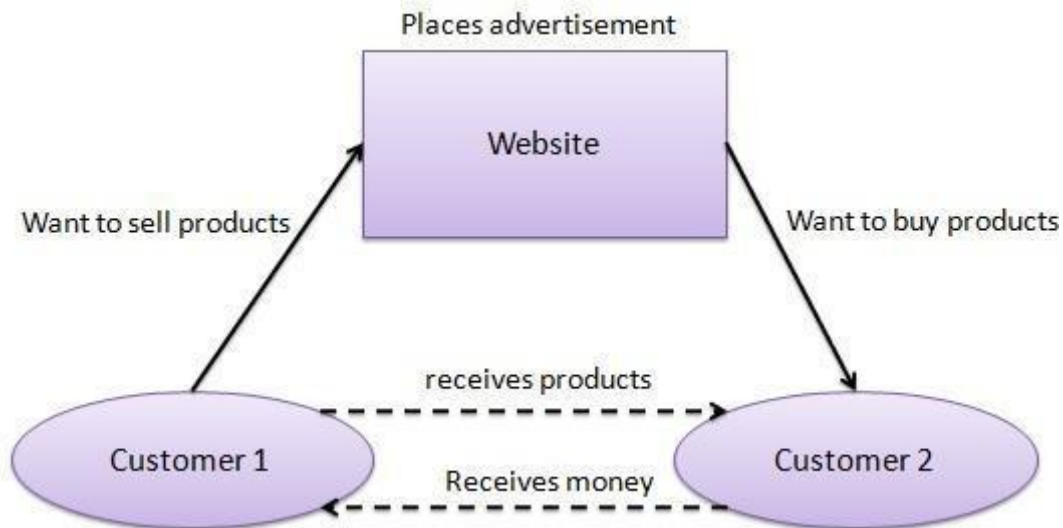 Places advertisement
Website
Want to sell products
Want to buy products
receives products
Customer 1
Customer 2
Receives money